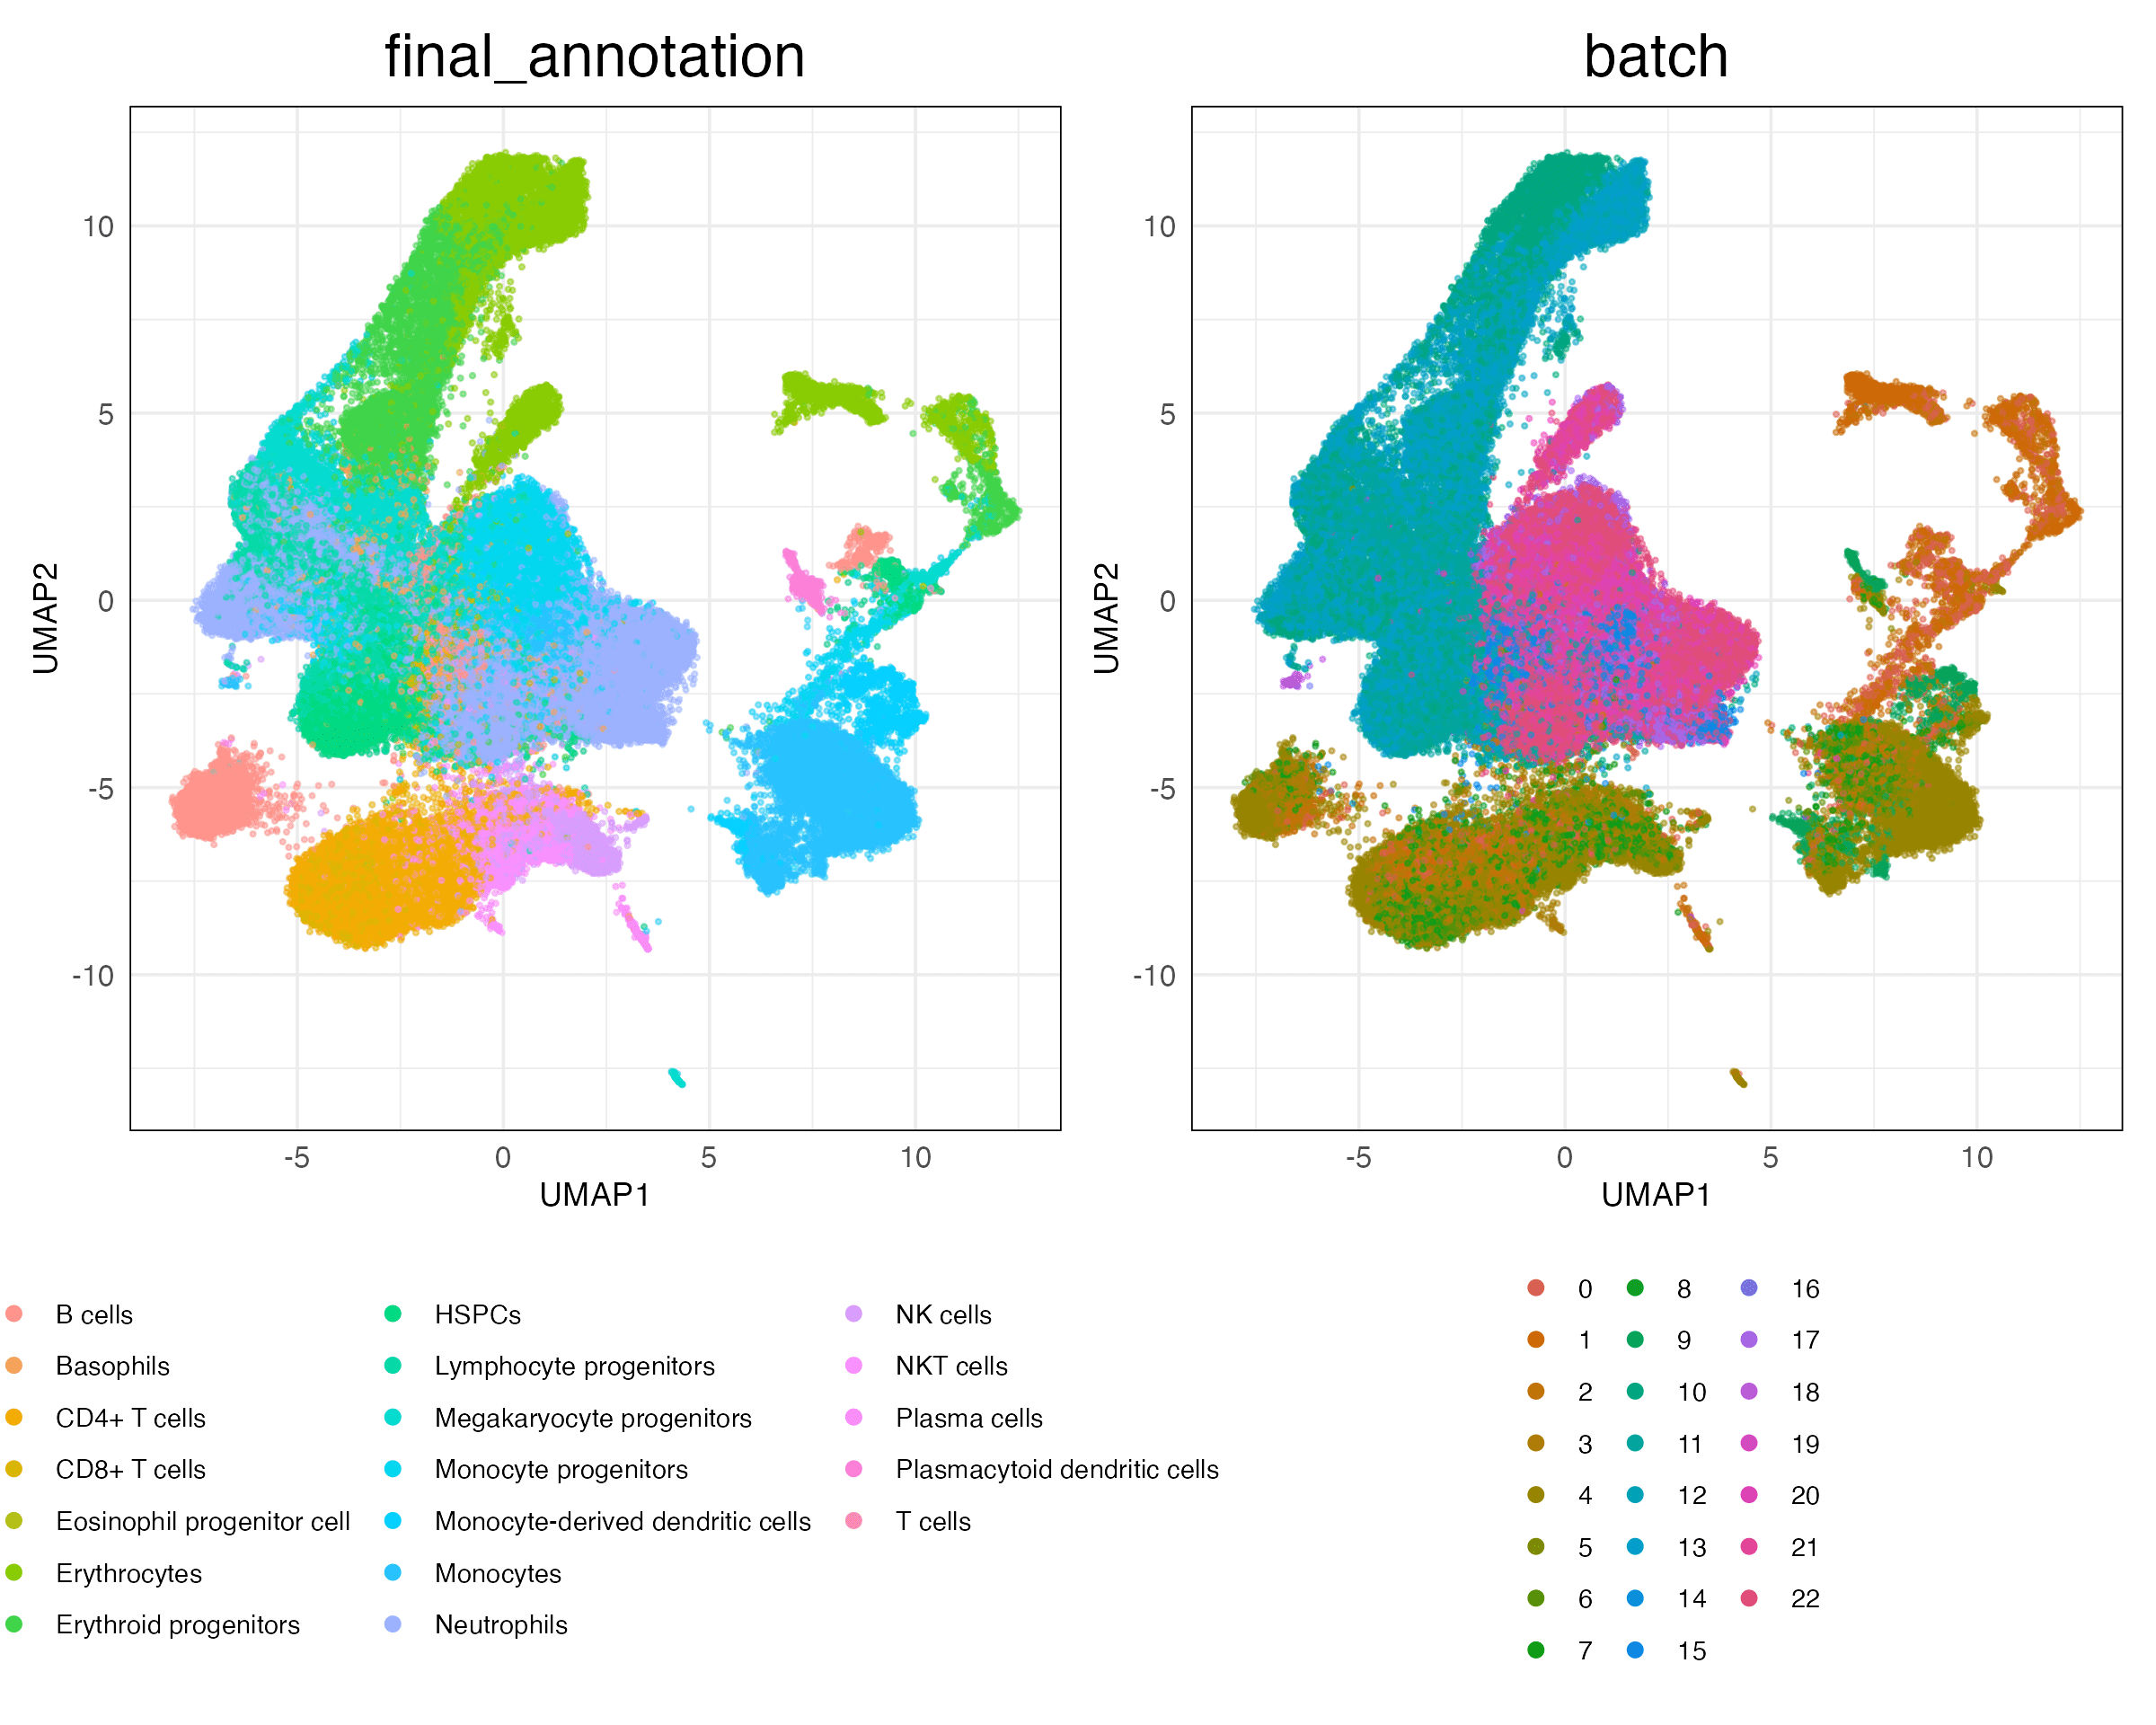 final_annotation
batch
10
5
0
-5
-10
UMAP2
-5
0
5
10
UMAP1
10
5
0
-5
-10
UMAP2
-5
0
5
10
UMAP1
B cells
Basophils
CD4+ T cells
CD8+ T cells
Eosinophil progenitor cell
Erythrocytes
Erythroid progenitors
HSPCs
Lymphocyte progenitors
Megakaryocyte progenitors
Monocyte progenitors
Monocyte-derived dendritic cells
Monocytes
Neutrophils
NK cells
NKT cells
Plasma cells
Plasmacytoid dendritic cells
T cells
0
1
2
3
4
5
6
7
8
9
10
11
12
13
14
15
16
17
18
19
20
21
22